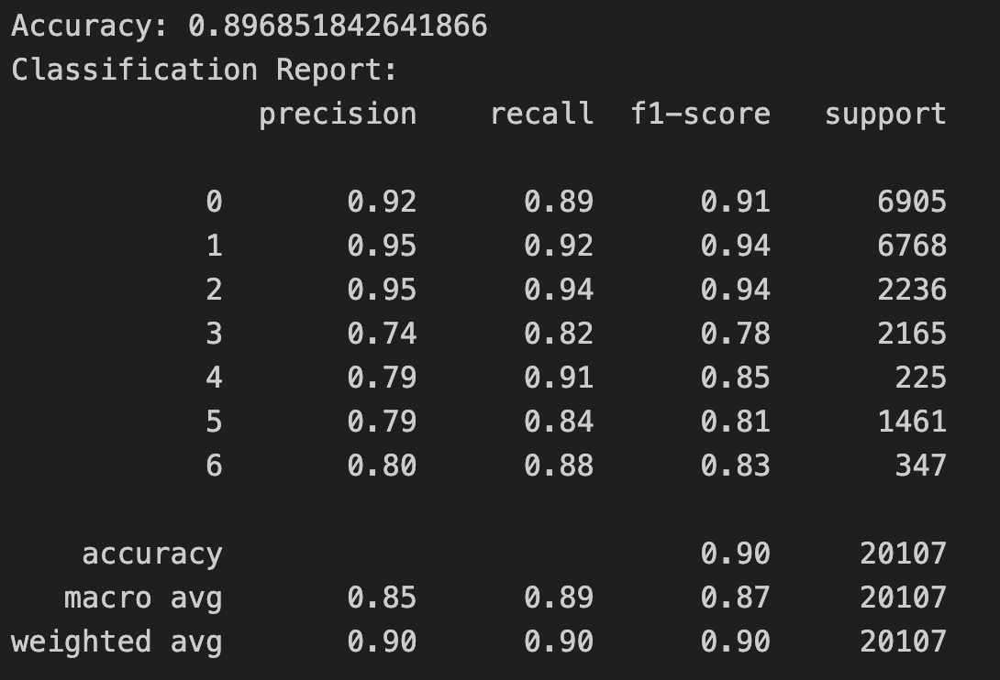 Accuracy: 0.896851842641866
Classification Report:
precision recall f1-score support
0 0.92 0.89 0.91 6905
1 0.95 0.92 0.94 6768
2 0.95 0.94 0.94 2236
3 0.74 0.82 0.78 2165
4 0.79 0.91 0.85 225
5 0.79 0.84 0.81 1461
6 0.80 0.88 0.83 347
accuracy 0.90 20107
macro avg 0.85 0.89 0.87 20107
weighted avg 0.90 0.90 0.90 20107